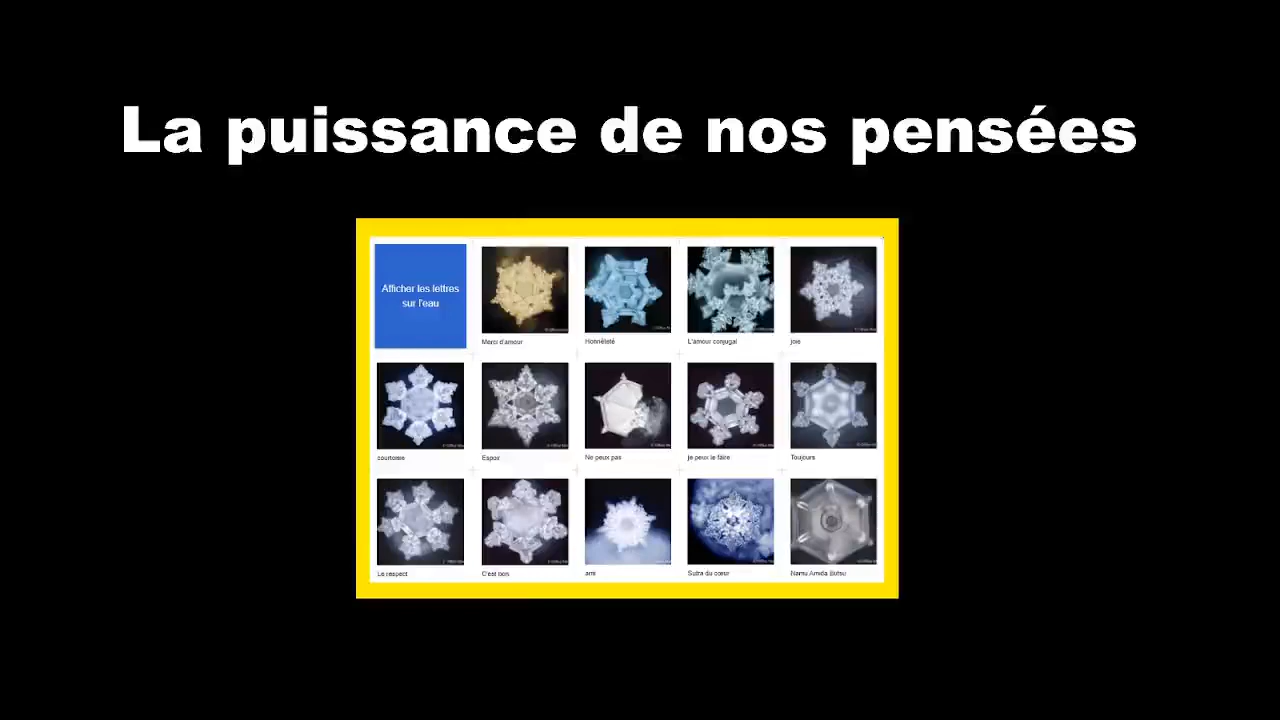 La puissance de nos pensées
Afficher les lettres
sur l'eau
Merci d'amour
Honnêteté
L'amour conjugal
joie
courtoisie
Espoir
Ne peux pas
je peux le faire
Toujours
Le respect
C'est bon
ami
Sutra du coeur
Namu Amida Butsu